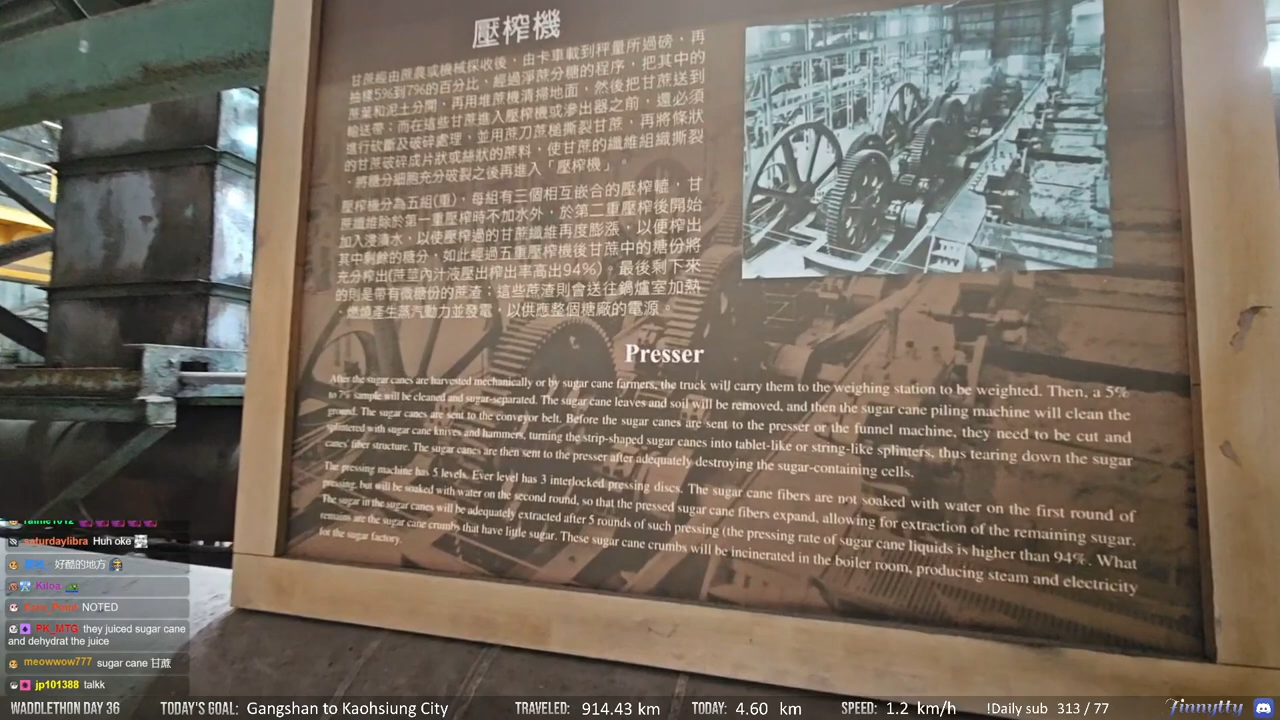 壓榨機
甘蔗經由蔗農或機械採收後，由卡車載到秤量所過磅，再
抽樣5%到7%的百分比，經過淨蔗分糖的程序，把其中的
蔗葉和泥土分開，再用堆蔗機清掃地面，然後把甘蔗送到
輸送帶；而在這些甘蔗進入壓榨機或滲出器之前，還必須
進行砍斷及破碎處理，並用蔗刀蔗槌撕裂甘蔗，再將條狀
的甘蔗破碎成片狀或絲狀的蔗料，使甘蔗的纖維組織撕裂
、將糖分細胞充分破裂之後再進入「壓榨機」。
壓榨機分為五組(重)，每組有三個相互嵌合的壓榨轆，甘
蔗纖維除於第一重壓榨時不加水外，於第二重壓榨後開始
加入浸漬水，以使壓榨過的甘蔗纖維再度膨漲，以便榨出
其中剩餘的糖分，如此經過五重壓榨機後甘蔗中的糖份將
充分榨出(蔗莖內汁液壓出榨出率高出94%)。最後剩下來
的則是帶有微糖份的蔗渣；這些蔗渣則會送往鍋爐室加熱
、燃燒產生蒸汽動力並發電，以供應整個糖廠的電源。
Presser
After the sugar canes are harvested mechanically or by sugar cane farmers, the truck will carry them to the weighing station to be weighted. Then, a 5%
to 7% sample will be cleaned and sugar-separated. The sugar cane leaves and soil will be removed, and then the sugar cane piling machine will clean the
ground. The sugar canes are sent to the conveyor belt. Before the sugar canes are sent to the presser or the funnel machine, they need to be cut and
splintered with sugar cane knives and hammers, turning the strip-shaped sugar canes into tablet-like or string-like splinters, thus tearing down the sugar
canes' fiber structure. The sugar canes are then sent to the presser after adequately destroying the sugar-containing cells.
The pressing machine has 5 levels. Ever level has 3 interlocked pressing discs. The sugar cane fibers are not soaked with water on the first round of
pressing, but will be soaked with water on the second round, so that the pressed sugar cane fibers expand, allowing for extraction of the remaining sugar.
The sugar in the sugar canes will be adequately extracted after 5 rounds of such pressing (the pressing rate of sugar cane liquids is higher than 94%. What
remains are the sugar cane crumbs that have little sugar. These sugar cane crumbs will be incinerated in the boiler room, producing steam and electricity
for the sugar factory.
saturdaylibra Huh oke
好酷的地方
Kiloa
NOTED
PK_MTG they juiced sugar cane
and dehydrat the juice
meowwow777 sugar cane 甘蔗
jp101388 talkk
WADDLETHON DAY 36 TODAY'S GOAL: Gangshan to Kaohsiung City TRAVELED: 914.43 km TODAY: 4.60 km SPEED: 1.2 km/h !Daily sub 313 / 77 Jinnytty